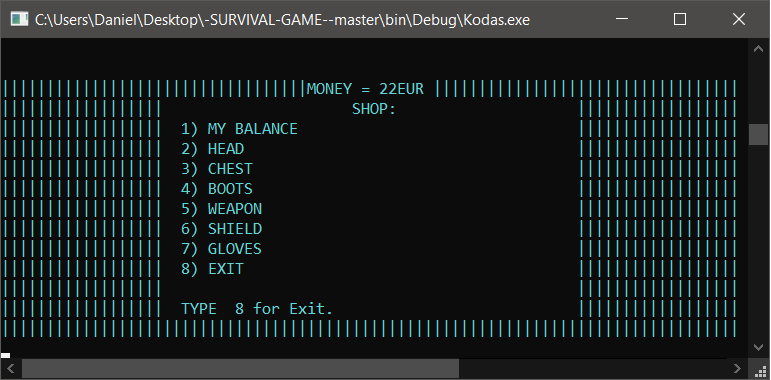 C:\Users\Daniel\Desktop\-SURVIVAL-GAME--master\bin\Debug\Kodas.exe
||||||||||||||||||||||||||||||||||MONEY = 22EUR ||||||||||||||||||||||||||||||||||
|||||||||||||||||| SHOP: ||||||||||||||||||
|||||||||||||||||| 1) MY BALANCE ||||||||||||||||||
|||||||||||||||||| 2) HEAD ||||||||||||||||||
|||||||||||||||||| 3) CHEST ||||||||||||||||||
|||||||||||||||||| 4) BOOTS ||||||||||||||||||
|||||||||||||||||| 5) WEAPON ||||||||||||||||||
|||||||||||||||||| 6) SHIELD ||||||||||||||||||
|||||||||||||||||| 7) GLOVES ||||||||||||||||||
|||||||||||||||||| 8) EXIT ||||||||||||||||||
|||||||||||||||||| ||||||||||||||||||
|||||||||||||||||| TYPE  8 for Exit. ||||||||||||||||||
||||||||||||||||||||||||||||||||||||||||||||||||||||||||||||||||||||||||||||||||||